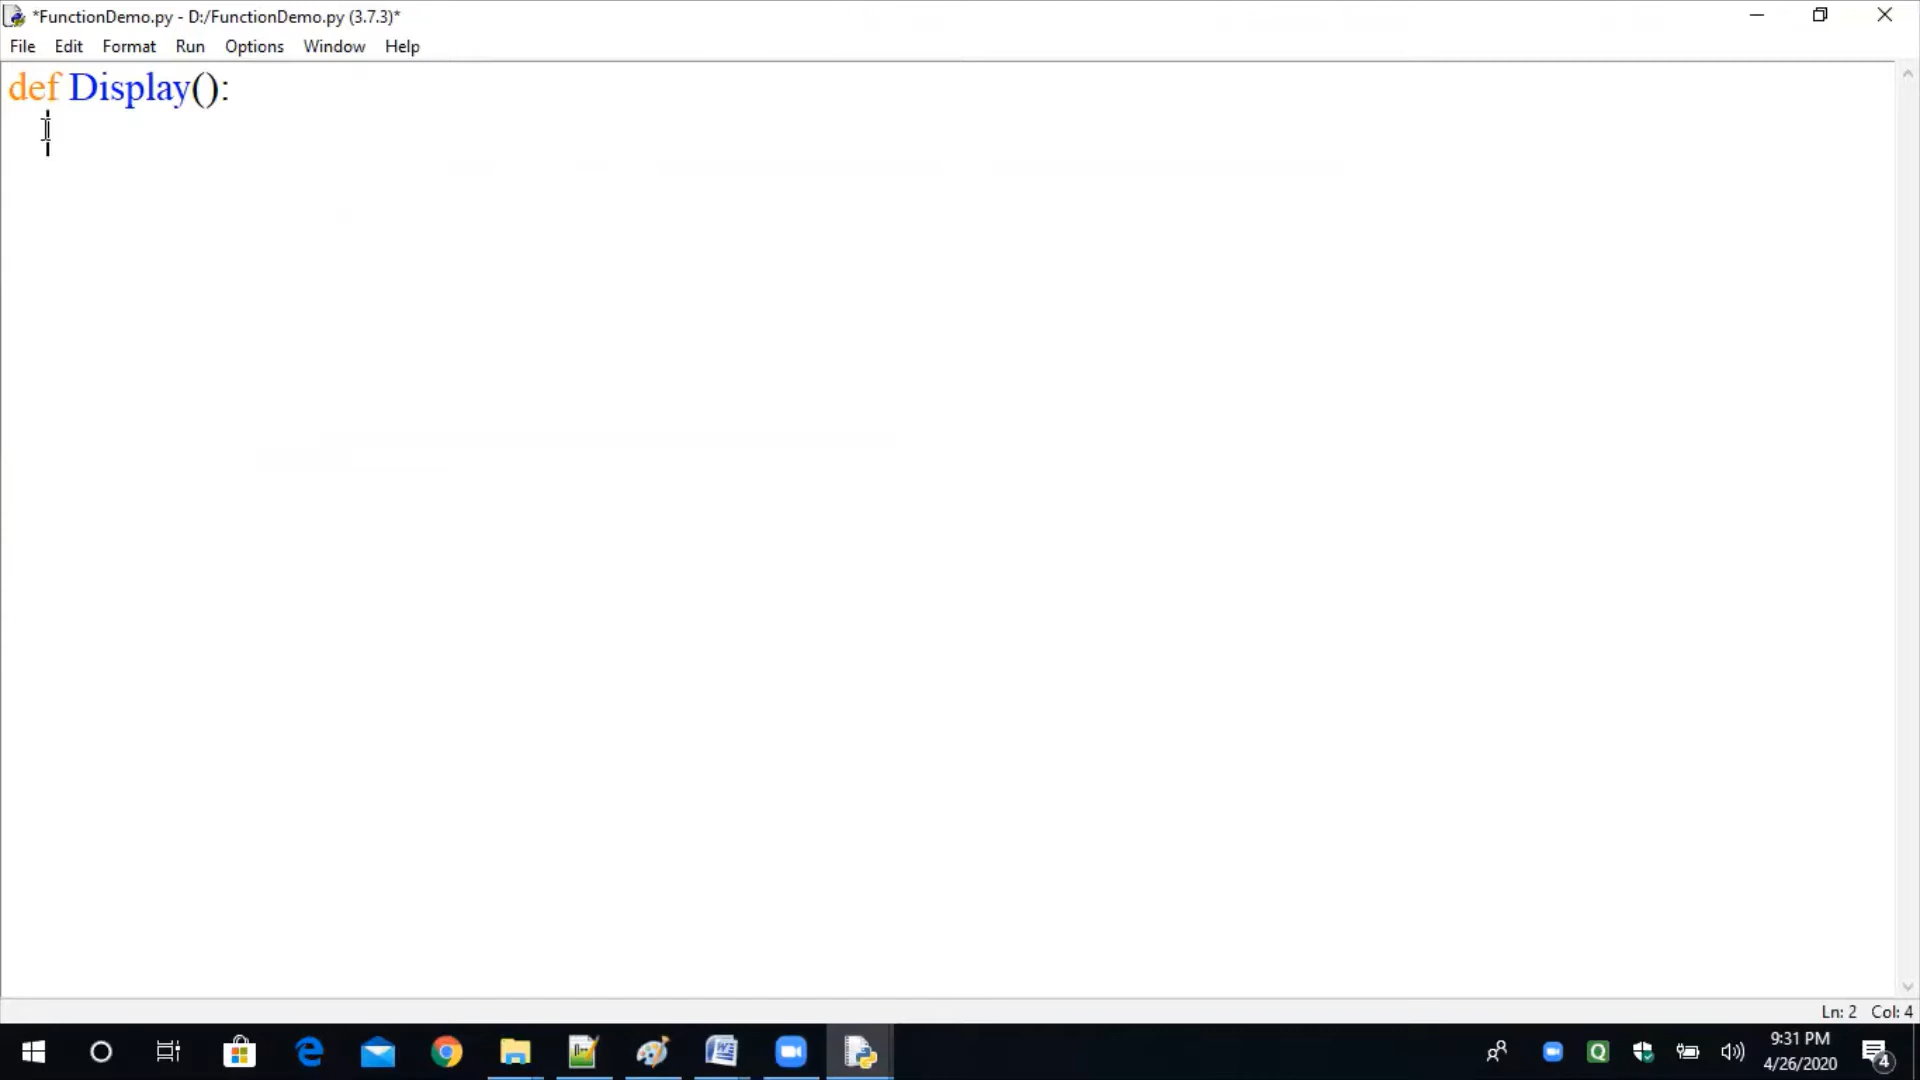 *FunctionDemo.py - D:/FunctionDemo.py (3.7.3)*
File Edit Format Run Options Window Help
def Display():
Ln: 2 Col: 4
9:31 PM
4/26/2020
4